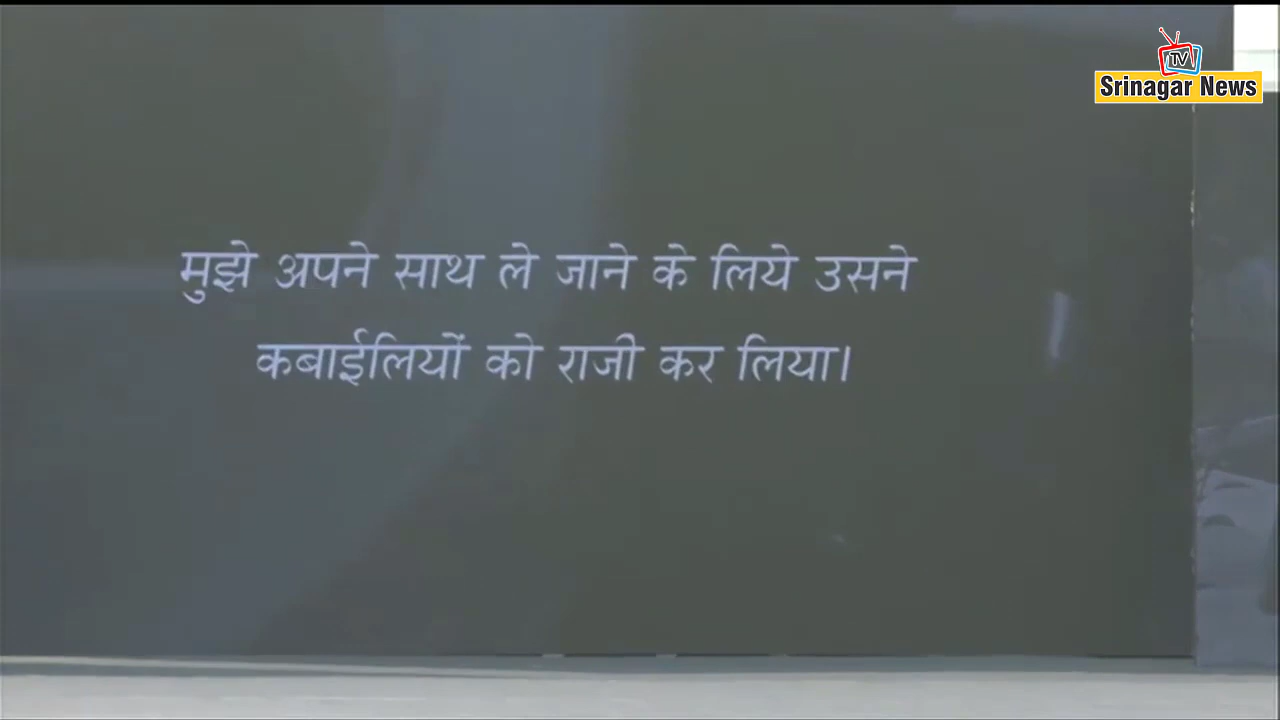 TV
Srinagar News
मुझे अपने साथ ले जाने के लिये उसने
कबाईलियों को राजी कर लिया।